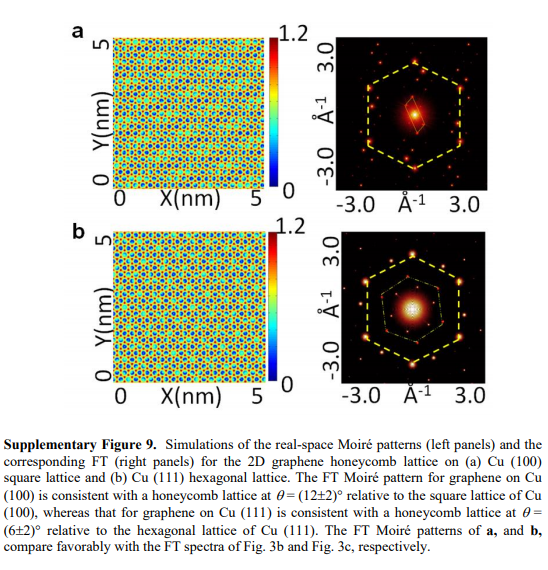 a
5
Y(nm)
0
0 X(nm) 5
1.2
0
3.0
Å-1
-3.0
-3.0 Å-1 3.0
b
5
Y(nm)
0
0 X(nm) 5
1.2
0
3.0
Å-1
-3.0
-3.0 Å-1 3.0
Supplementary Figure 9. Simulations of the real-space Moiré patterns (left panels) and the
corresponding FT (right panels) for the 2D graphene honeycomb lattice on (a) Cu (100)
square lattice and (b) Cu (111) hexagonal lattice. The FT Moiré pattern for graphene on Cu
(100) is consistent with a honeycomb lattice at θ = (12±2)° relative to the square lattice of Cu
(100), whereas that for graphene on Cu (111) is consistent with a honeycomb lattice at θ =
(6±2)° relative to the hexagonal lattice of Cu (111). The FT Moiré patterns of a, and b,
compare favorably with the FT spectra of Fig. 3b and Fig. 3c, respectively.